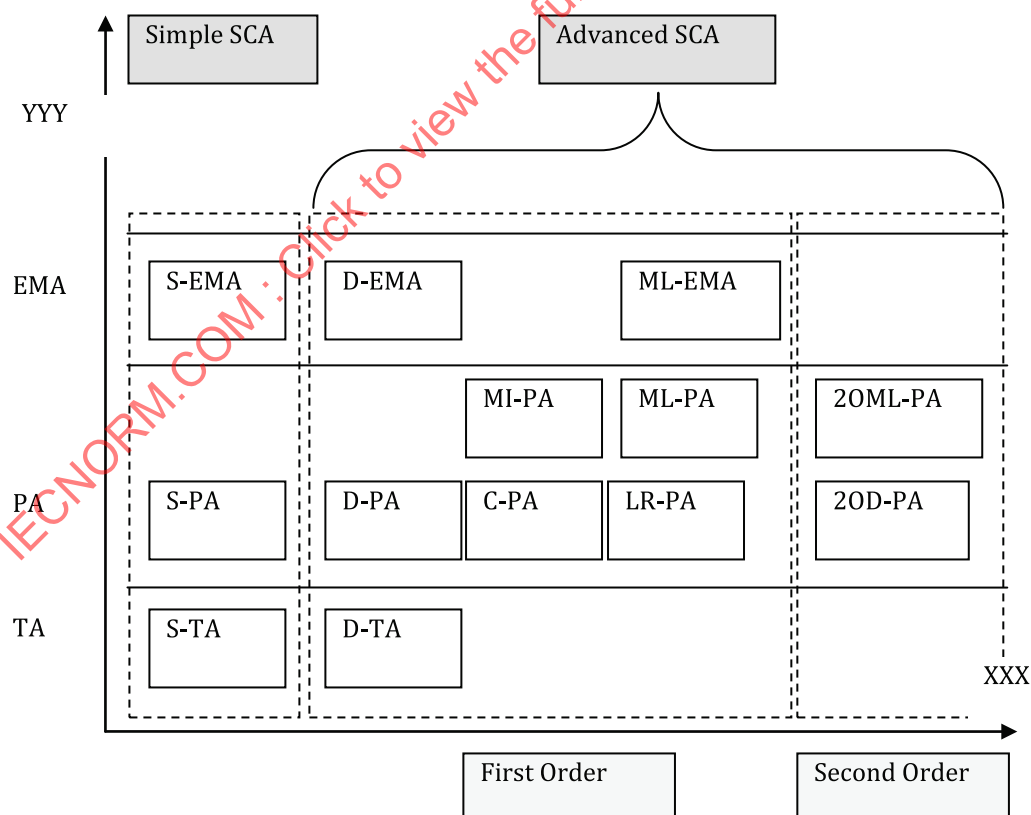 Simple SCA
Advanced SCA
YYY
EMA
S-EMA
D-EMA
ML-EMA
MI-PA
ML-PA
2OML-PA
PA
S-PA
D-PA
C-PA
LR-PA
2OD-PA
TA
S-TA
D-TA
XXX
First Order
Second Order
IECNORM.COM : Click to view the